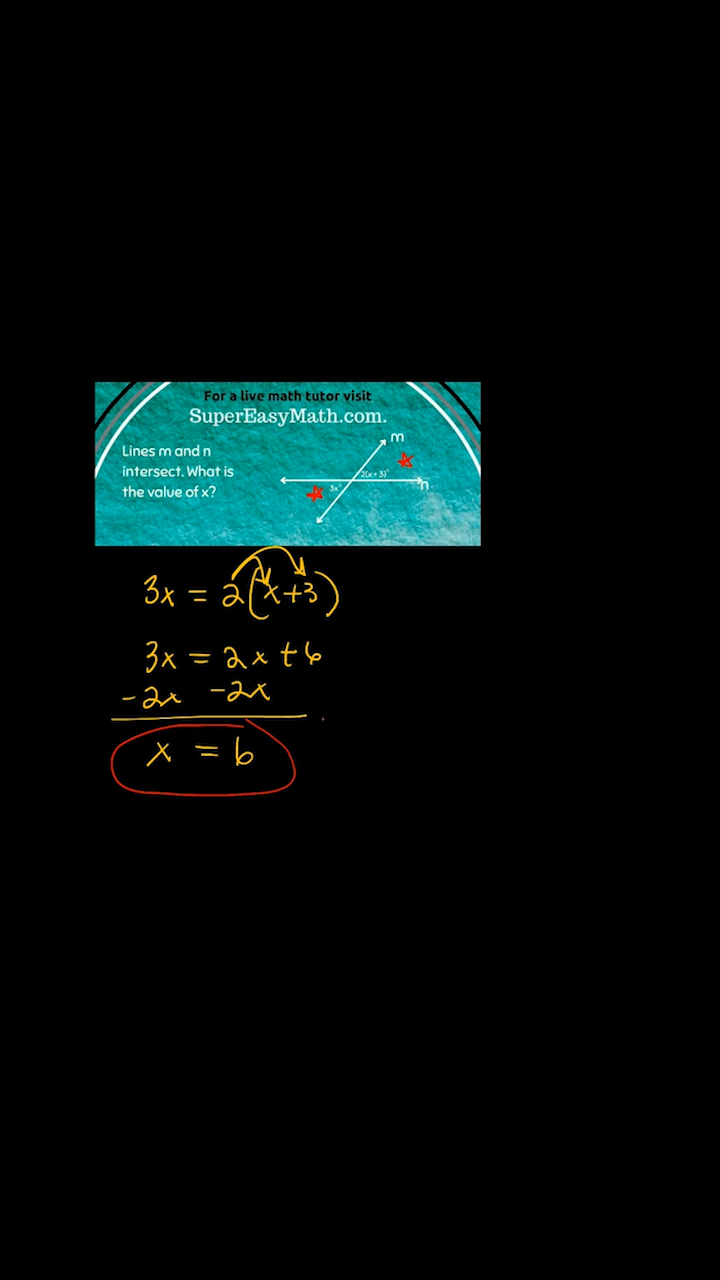 For a live math tutor visit
SuperEasyMath.com.
Lines m and n
intersect. What is
the value of x?
m
2(x+3)°
3x°
n
3x = 2(x+3)
3x = 2x + 6
-2x -2x
x = 6